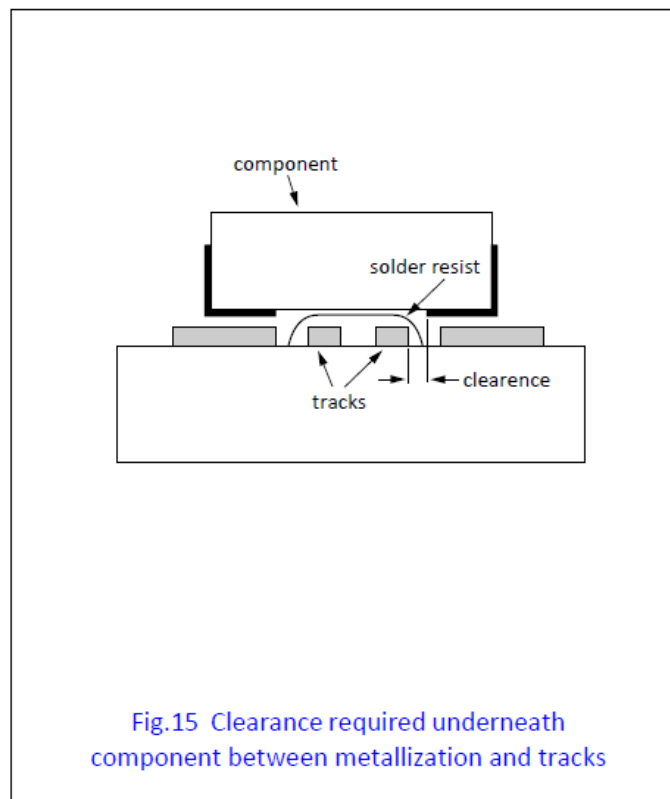 component
solder resist
clearence
tracks
Fig.15 Clearance required underneath
component between metallization and tracks